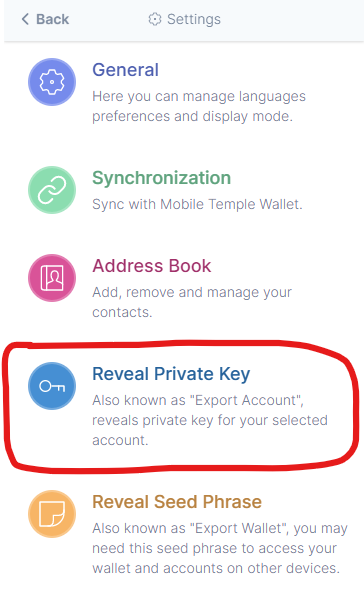 Back
Settings
General
Here you can manage languages
preferences and display mode.
Synchronization
Sync with Mobile Temple Wallet.
Address Book
Add, remove and manage your
contacts.
Reveal Private Key
Also known as "Export Account",
reveals private key for your selected
account.
Reveal Seed Phrase
Also known as "Export Wallet", you may
need this seed phrase to access your
wallet and accounts on other devices.